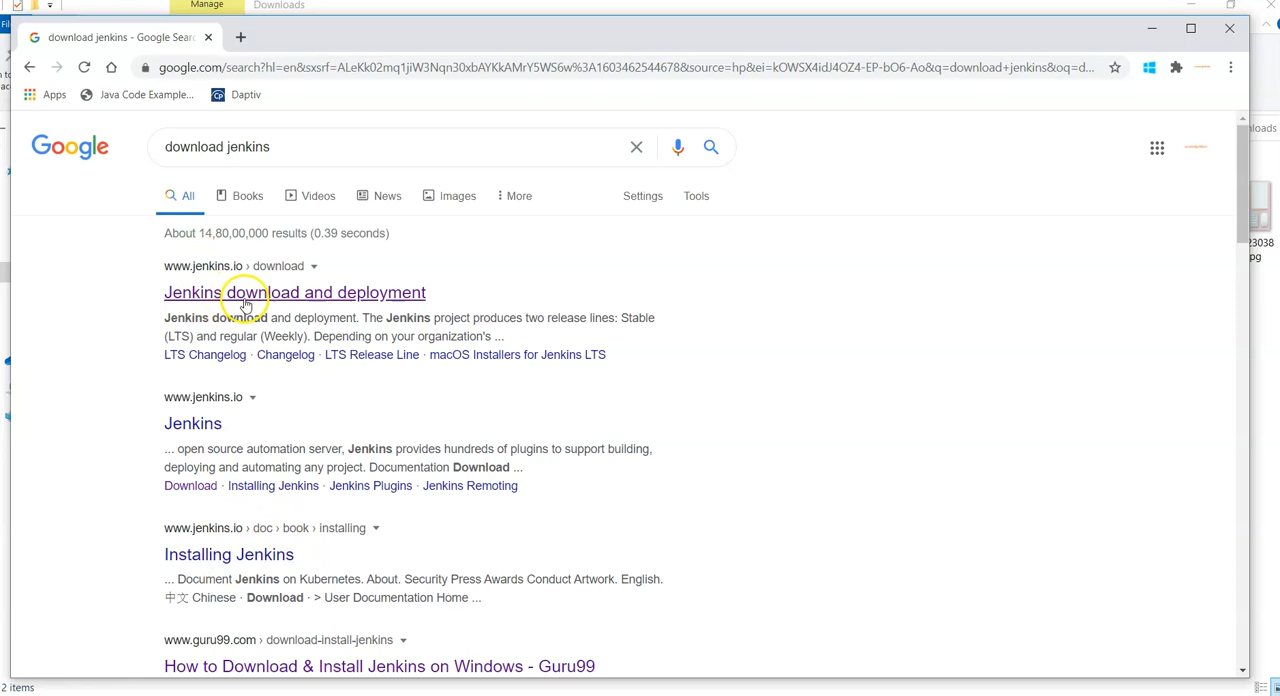 Manage
Downloads
download jenkins - Google Searc
google.com/search?hl=en&sxsrf=ALeKk02mq1jiW3Nqn30xbAYKkAMrY5WS6w%3A1603462544678&source=hp&ei=kOWSX4idJ4OZ4-EP-bO6-Ao&q=download+jenkins&oq=d...
Apps
Java Code Example...
Cp
Daptiv
Google
download jenkins
All
Books
Videos
News
Images
More
Settings
Tools
About 14,80,00,000 results (0.39 seconds)
www.jenkins.io › download
Jenkins download and deployment
Jenkins download and deployment. The Jenkins project produces two release lines: Stable
(LTS) and regular (Weekly). Depending on your organization's ...
LTS Changelog · Changelog · LTS Release Line · macOS Installers for Jenkins LTS
www.jenkins.io
Jenkins
... open source automation server, Jenkins provides hundreds of plugins to support building,
deploying and automating any project. Documentation Download ...
Download · Installing Jenkins · Jenkins Plugins · Jenkins Remoting
www.jenkins.io › doc › book › installing
Installing Jenkins
... Document Jenkins on Kubernetes. About. Security Press Awards Conduct Artwork. English.
中文 Chinese · Download · > User Documentation Home ...
www.guru99.com › download-install-jenkins
How to Download & Install Jenkins on Windows - Guru99
nloads
23038
pg
2 items